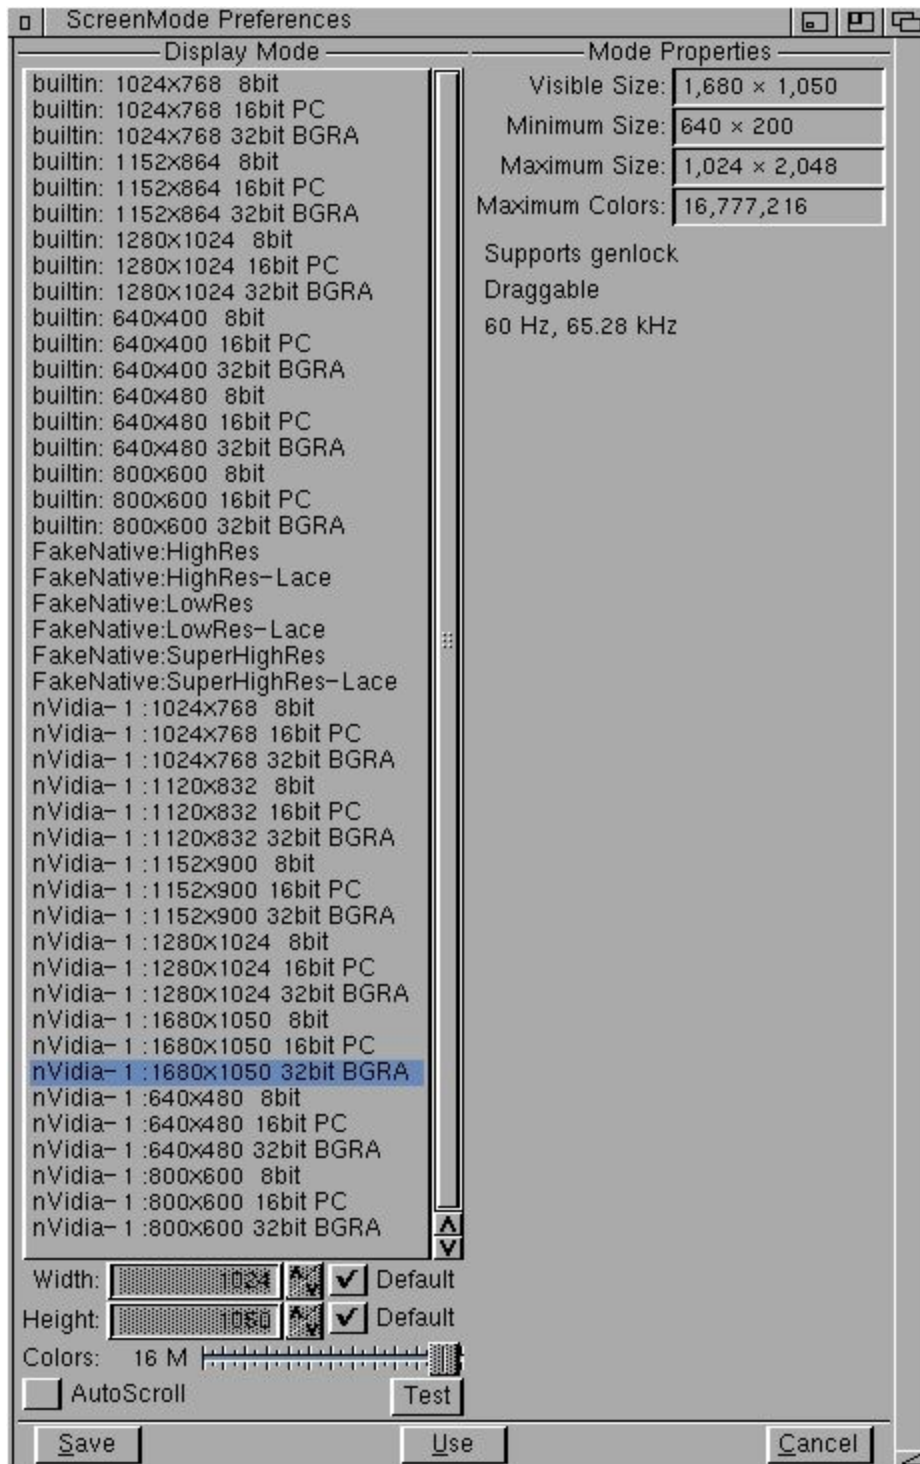 ScreenMode Preferences
Display Mode
builtin: 1024x768 8bit
builtin: 1024x768 16bit PC
builtin: 1024x768 32bit BGRA
builtin: 1152x864 8bit
builtin: 1152x864 16bit PC
builtin: 1152x864 32bit BGRA
builtin: 1280x1024 8bit
builtin: 1280x1024 16bit PC
builtin: 1280x1024 32bit BGRA
builtin: 640x400 8bit
builtin: 640x400 16bit PC
builtin: 640x400 32bit BGRA
builtin: 640x480 8bit
builtin: 640x480 16bit PC
builtin: 640x480 32bit BGRA
builtin: 800x600 8bit
builtin: 800x600 16bit PC
builtin: 800x600 32bit BGRA
FakeNative:HighRes
FakeNative:HighRes-Lace
FakeNative:LowRes
FakeNative:LowRes-Lace
FakeNative:SuperHighRes
FakeNative:SuperHighRes-Lace
nVidia-1:1024x768 8bit
nVidia-1:1024x768 16bit PC
nVidia-1:1024x768 32bit BGRA
nVidia-1:1120x832 8bit
nVidia-1:1120x832 16bit PC
nVidia-1:1120x832 32bit BGRA
nVidia-1:1152x900 8bit
nVidia-1:1152x900 16bit PC
nVidia-1:1152x900 32bit BGRA
nVidia-1:1280x1024 8bit
nVidia-1:1280x1024 16bit PC
nVidia-1:1280x1024 32bit BGRA
nVidia-1:1680x1050 8bit
nVidia-1:1680x1050 16bit PC
nVidia-1:1680x1050 32bit BGRA
nVidia-1:640x480 8bit
nVidia-1:640x480 16bit PC
nVidia-1:640x480 32bit BGRA
nVidia-1:800x600 8bit
nVidia-1:800x600 16bit PC
nVidia-1:800x600 32bit BGRA
Width: 1024 Default
Height: 1050 Default
Colors: 16 M
AutoScroll Test
Mode Properties
Visible Size: 1,680 × 1,050
Minimum Size: 640 × 200
Maximum Size: 1,024 × 2,048
Maximum Colors: 16,777,216
Supports genlock
Draggable
60 Hz, 65.28 kHz
Save Use Cancel